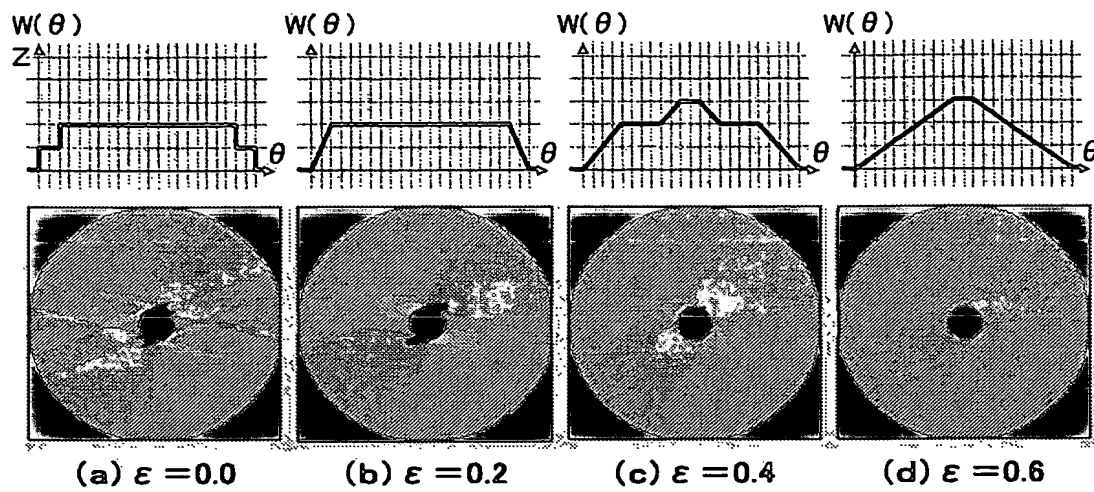 W(θ) W(θ) W(θ) W(θ)
Z
θ θ θ θ
(a) ε = 0.0 (b) ε = 0.2 (c) ε = 0.4 (d) ε = 0.6